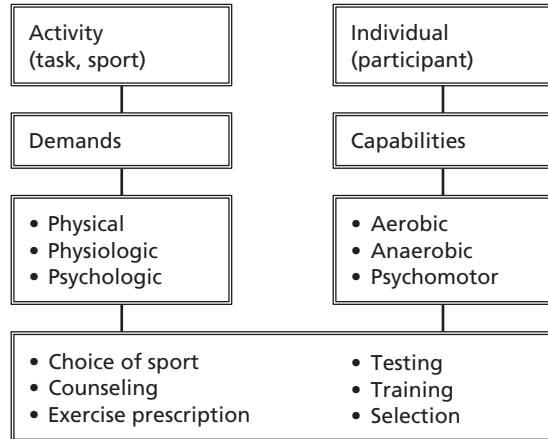 Activity
(task, sport)
Individual
(participant)
Demands
Capabilities
• Physical
• Physiologic
• Psychologic
• Aerobic
• Anaerobic
• Psychomotor
• Choice of sport
• Counseling
• Exercise prescription
• Testing
• Training
• Selection